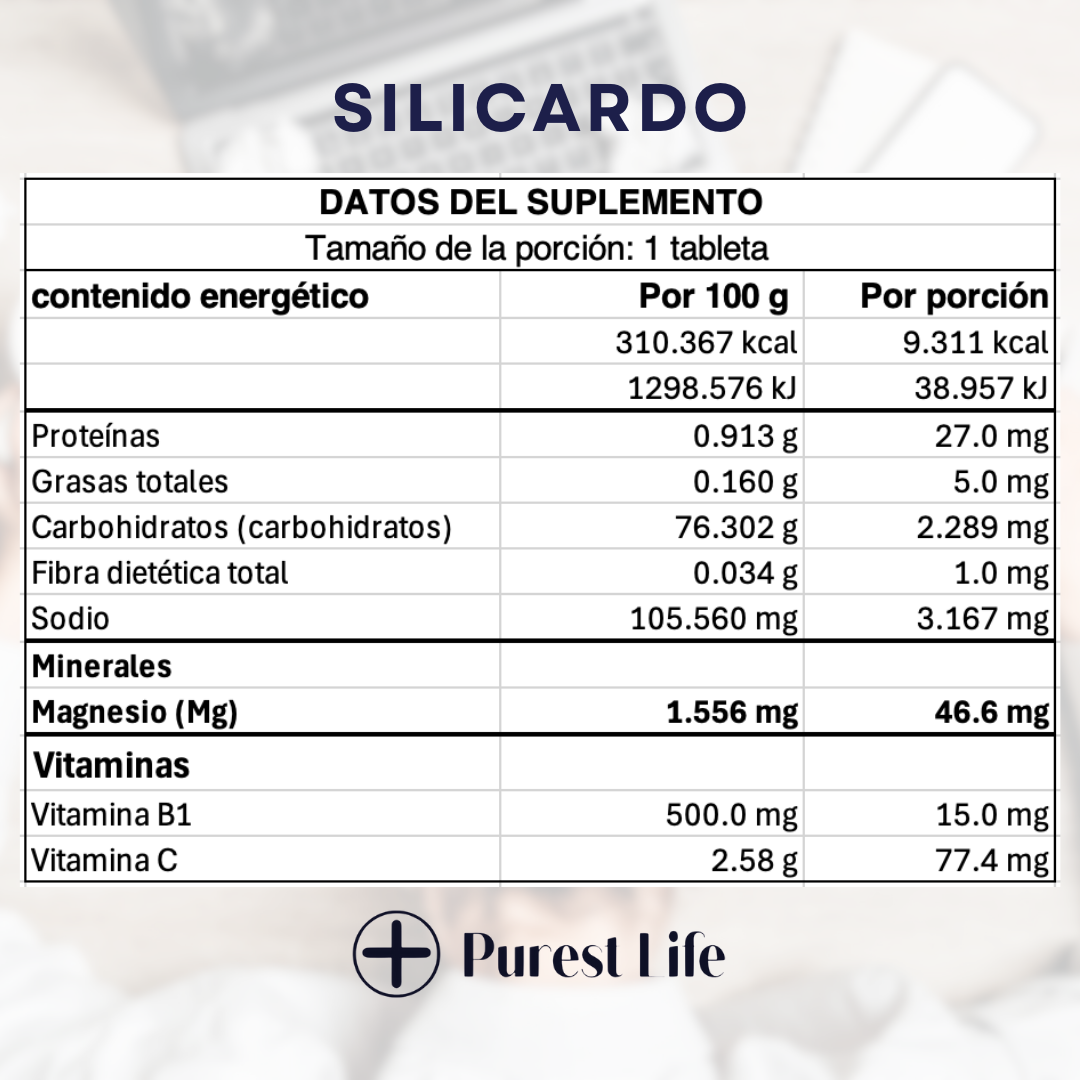 SILICARDO
DATOS DEL SUPLEMENTO
Tamaño de la porción: 1 tableta
contenido energético Por 100 g Por porción
310.367 kcal 9.311 kcal
1298.576 kJ 38.957 kJ
Proteínas 0.913 g 27.0 mg
Grasas totales 0.160 g 5.0 mg
Carbohidratos (carbohidratos) 76.302 g 2.289 mg
Fibra dietética total 0.034 g 1.0 mg
Sodio 105.560 mg 3.167 mg
Minerales
Magnesio (Mg) 1.556 mg 46.6 mg
Vitaminas
Vitamina B1 500.0 mg 15.0 mg
Vitamina C 2.58 g 77.4 mg
Purest Life